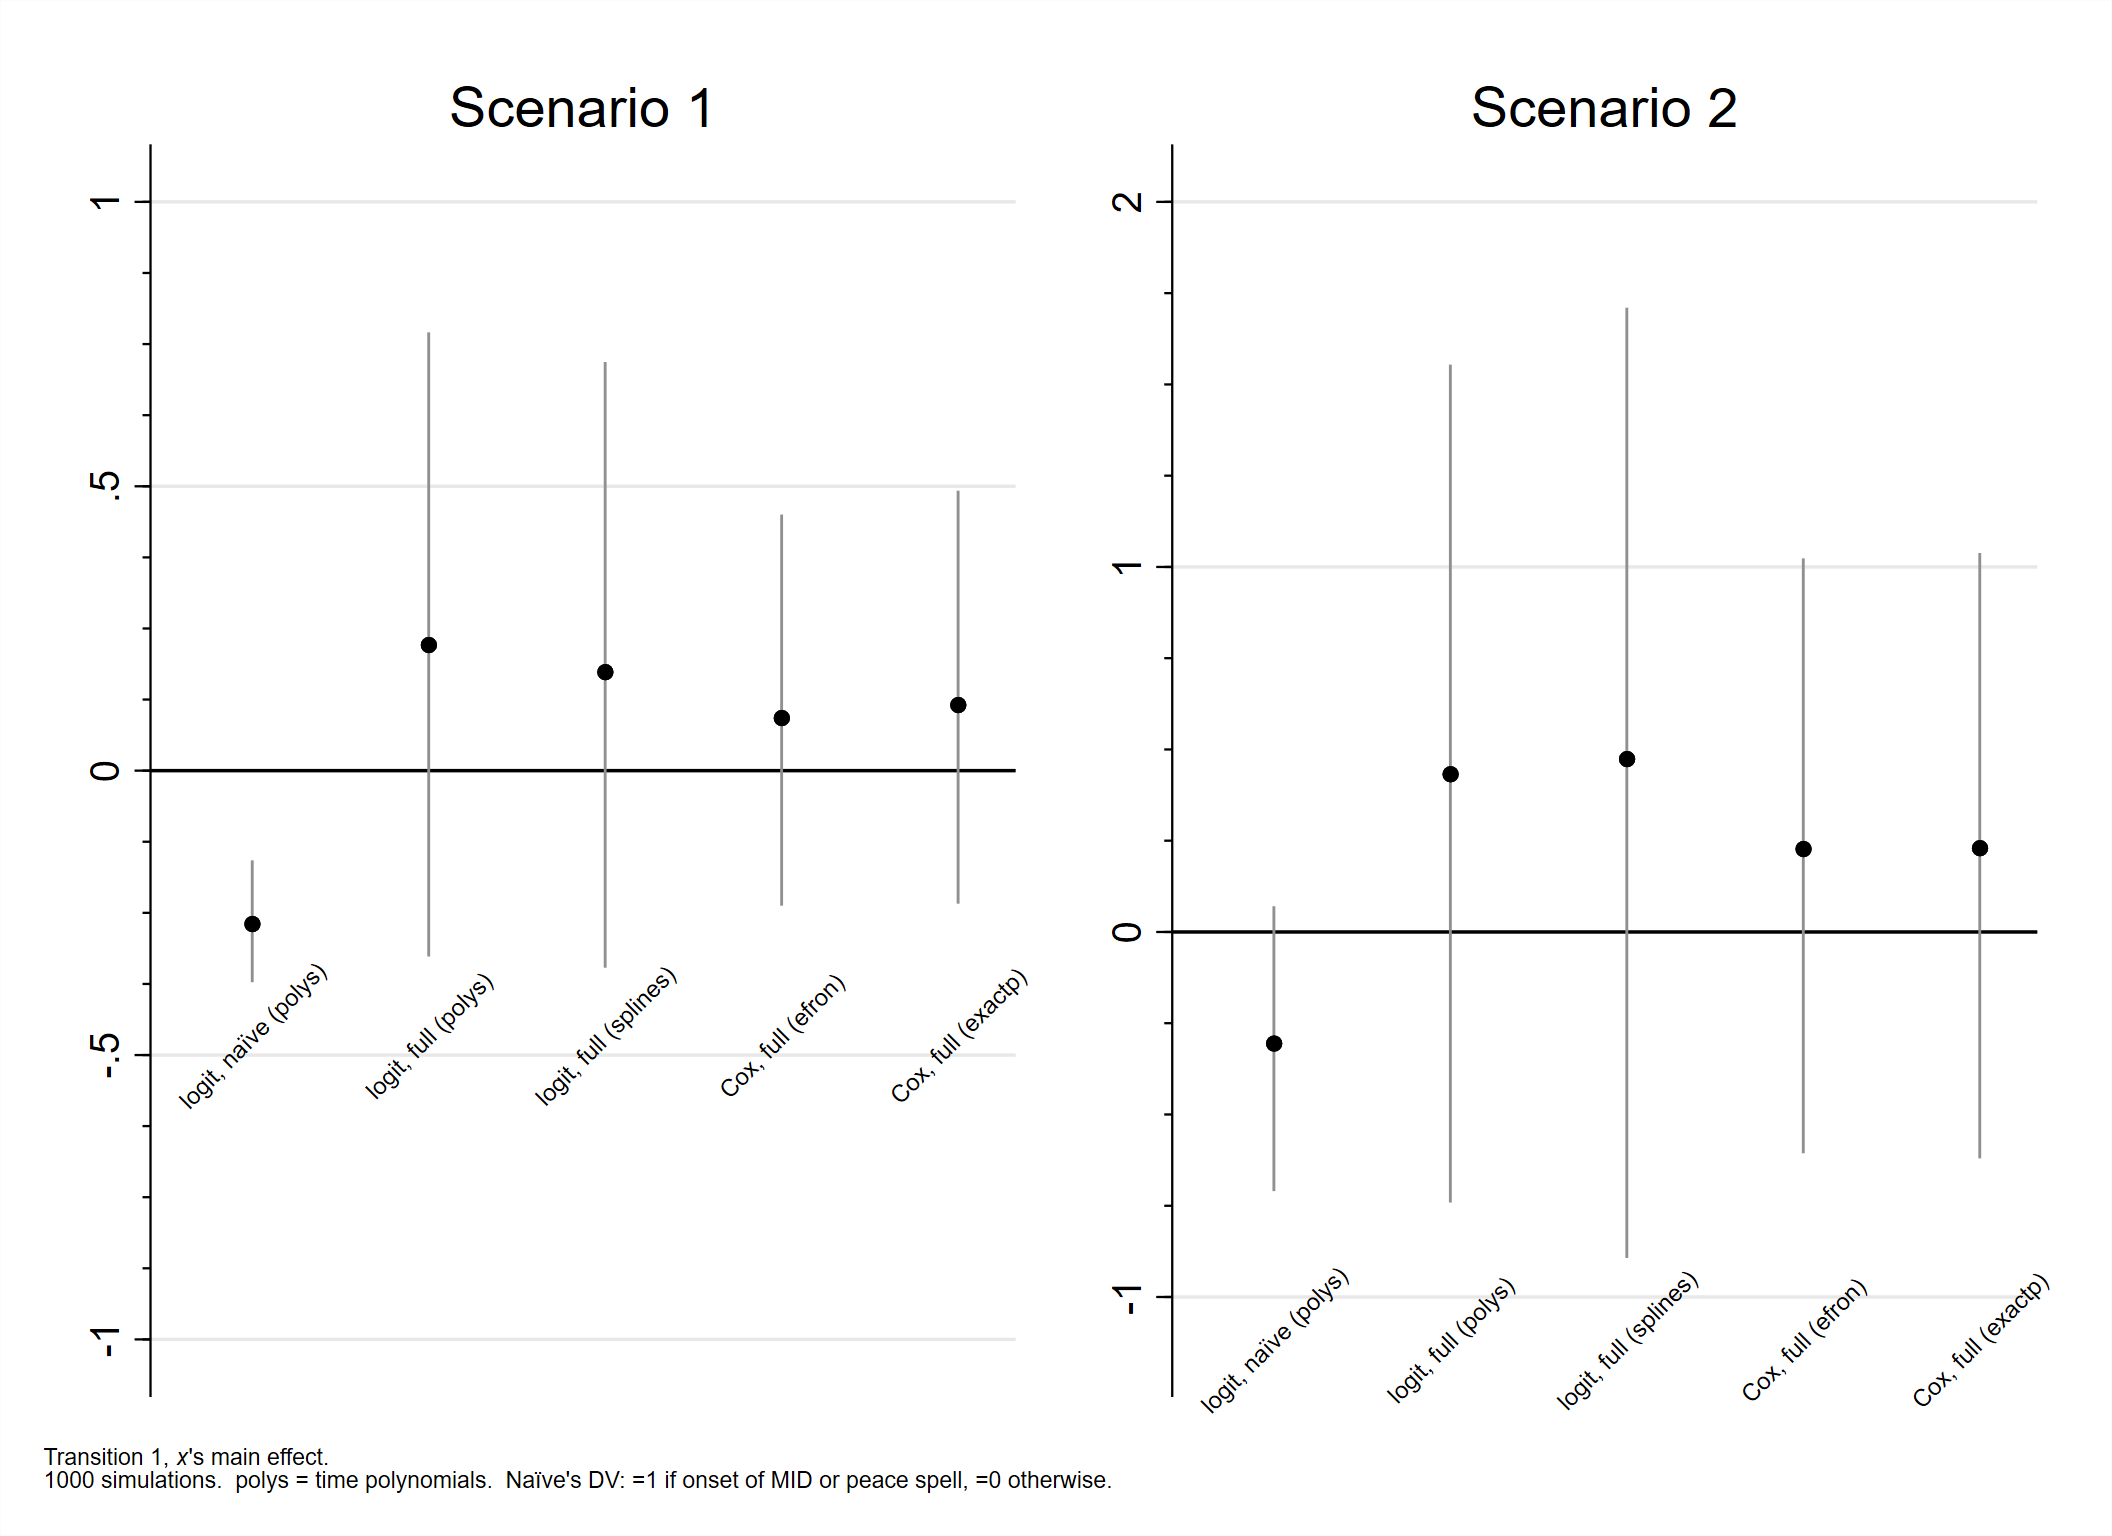 Scenario 1
1
.5
0
-.5
-1
logit, naïve (polys)
logit, full (polys)
logit, full (splines)
Cox, full (efron)
Cox, full (exactp)
Scenario 2
2
1
0
-1
logit, naïve (polys)
logit, full (polys)
logit, full (splines)
Cox, full (efron)
Cox, full (exactp)
Transition 1, x's main effect.
1000 simulations.  polys = time polynomials.  Naïve's DV: =1 if onset of MID or peace spell, =0 otherwise.